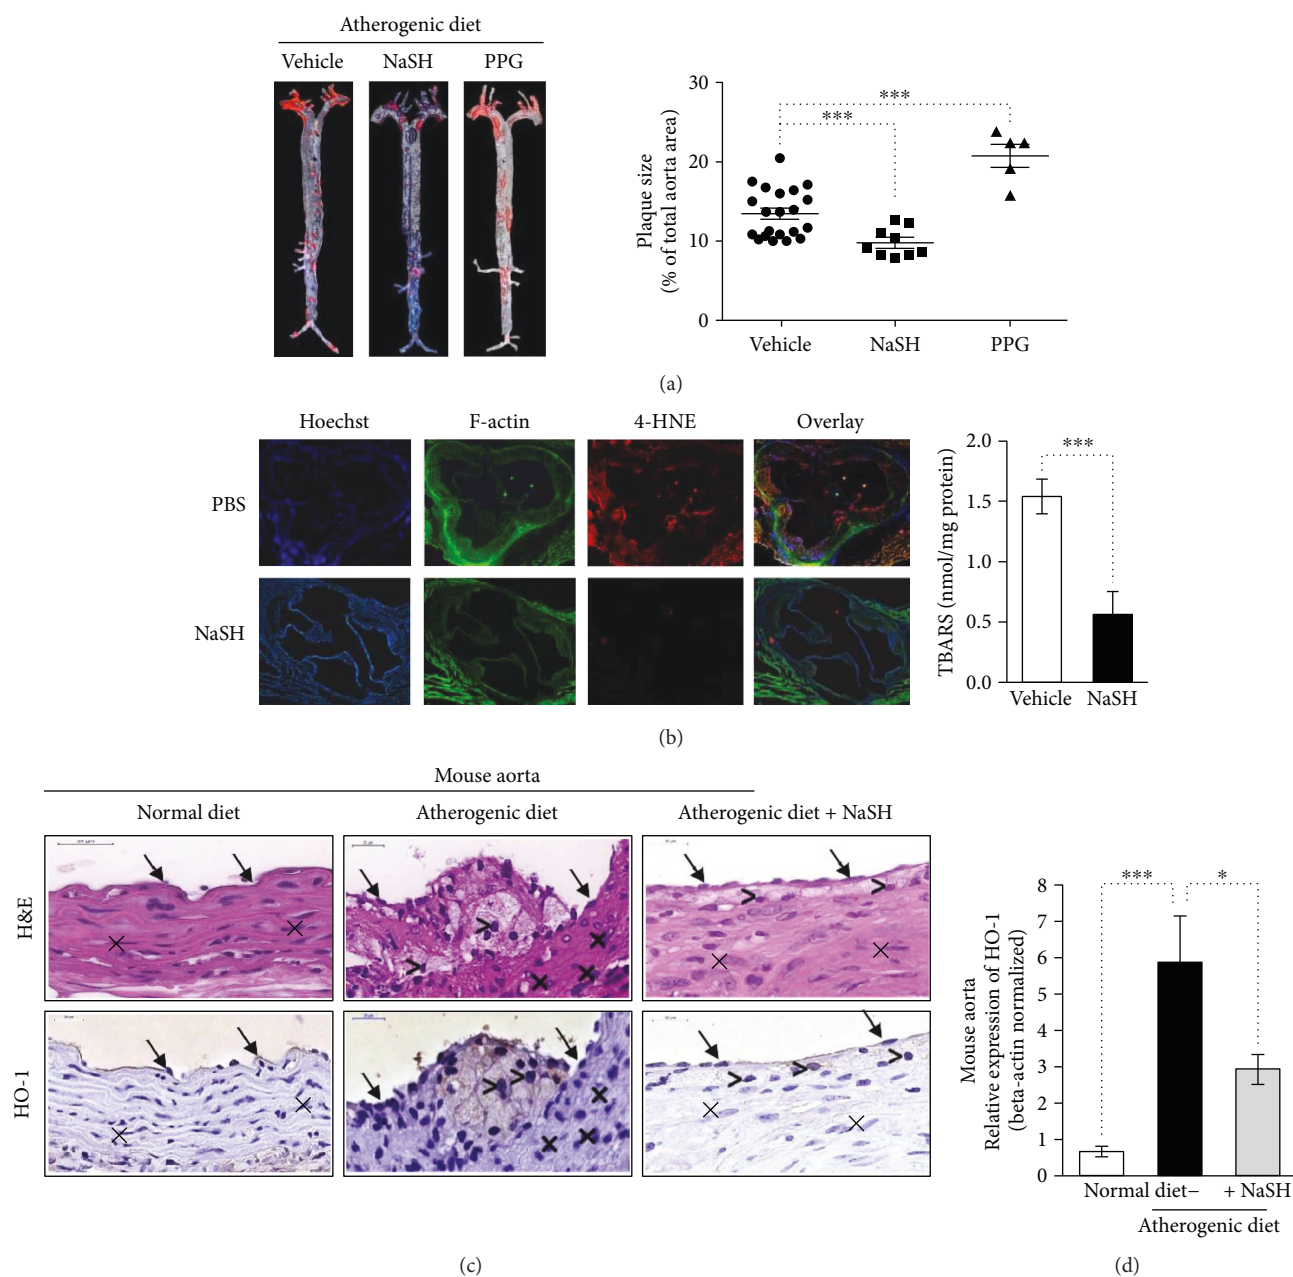 Atherogenic diet
Vehicle NaSH PPG
Plaque size
(% of total aorta area)
30
20
10
0
***
***
Vehicle NaSH PPG
(a)
Hoechst F-actin 4-HNE Overlay
PBS
NaSH
TBARS (nmol/mg protein)
2.0
1.5
1.0
0.5
0.0
***
Vehicle NaSH
(b)
Mouse aorta
Normal diet Atherogenic diet Atherogenic diet + NaSH
H&E
HO-1
(c)
Mouse aorta
Relative expression of HO-1
(beta-actin normalized)
8
7
6
5
4
3
2
1
0
*** *
Normal diet– + NaSH
Atherogenic diet
(d)